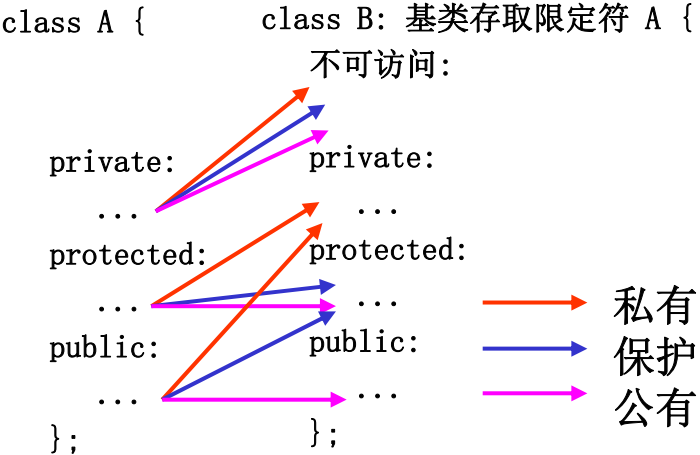 class A {
private:
...
protected:
...
public:
...
};
class B: 基类存取限定符 A {
不可访问:
private:
...
protected:
...
public:
...
};
私有
保护
公有